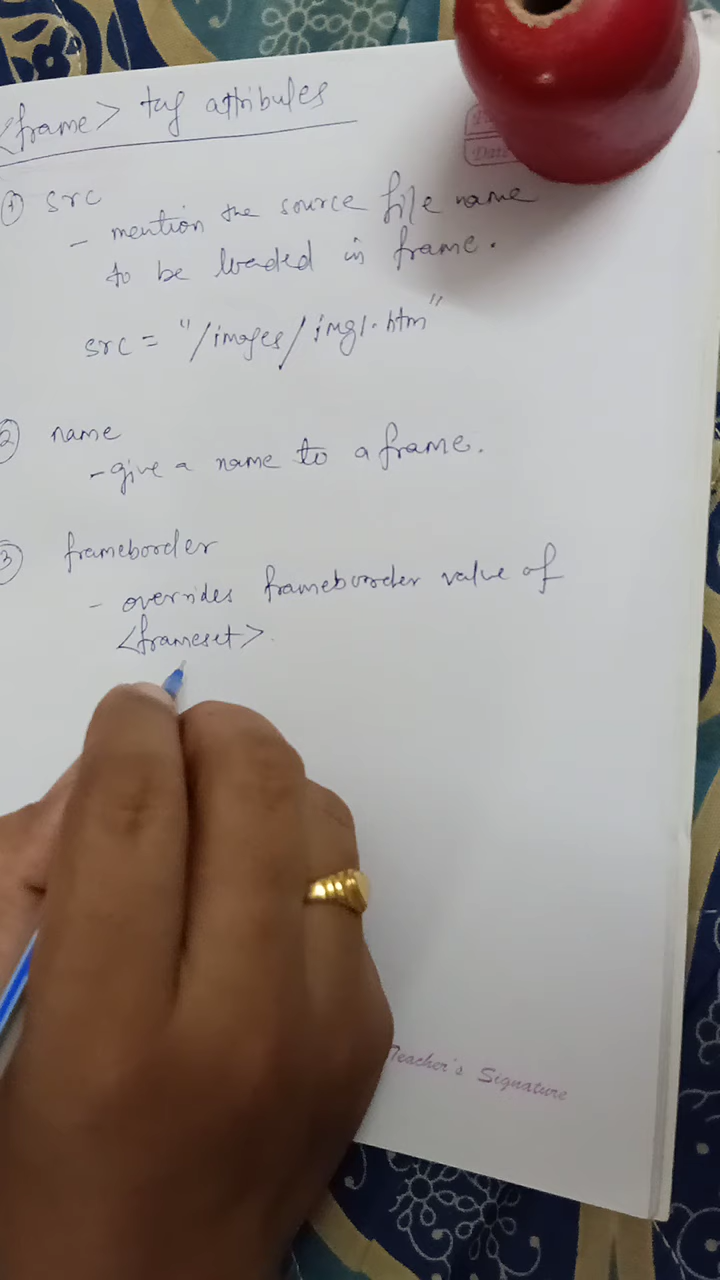 <frame> tag attributes
Date
① src
- mention the source file name
to be loaded in frame.
src = "/images/img1.htm"
② name
- give a name to a frame.
③ frameborder
- overrides frameborder value of
<frameset>.
Teacher's Signature